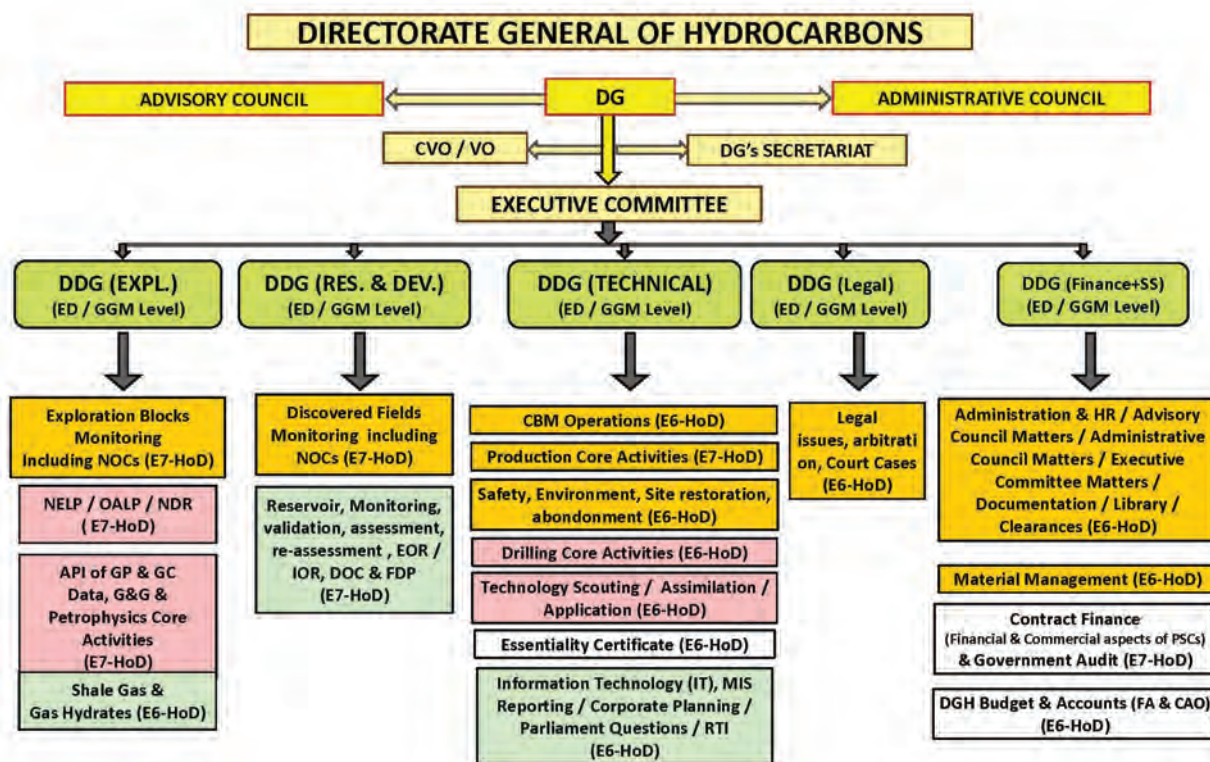 DIRECTORATE GENERAL OF HYDROCARBONS
ADVISORY COUNCIL
DG
ADMINISTRATIVE COUNCIL
CVO / VO
DG's SECRETARIAT
EXECUTIVE COMMITTEE
DDG (EXPL.)
(ED / GGM Level)
DDG (RES. & DEV.)
(ED / GGM Level)
DDG (TECHNICAL)
(ED / GGM Level)
DDG (Legal)
(ED / GGM Level)
DDG (Finance+SS)
(ED / GGM Level)
Exploration Blocks
Monitoring
Including NOCs (E7-HoD)
NELP / OALP / NDR
( E7-HoD)
API of GP & GC
Data, G&G &
Petrophysics Core
Activities
(E7-HoD)
Shale Gas &
Gas Hydrates (E6-HoD)
Discovered Fields
Monitoring including
NOCs (E7-HoD)
Reservoir, Monitoring,
validation, assessment,
re-assessment , EOR /
IOR, DOC & FDP
(E7-HoD)
CBM Operations (E6-HoD)
Production Core Activities (E7-HoD)
Safety, Environment, Site restoration,
abondonment (E6-HoD)
Drilling Core Activities (E6-HoD)
Technology Scouting / Assimilation /
Application (E6-HoD)
Essentiality Certificate (E6-HoD)
Information Technology (IT), MIS
Reporting / Corporate Planning /
Parliament Questions / RTI
(E6-HoD)
Legal
issues, arbitrati
on, Court Cases
(E6-HoD)
Administration & HR / Advisory
Council Matters / Administrative
Council Matters / Executive
Committee Matters /
Documentation / Library /
Clearances (E6-HoD)
Material Management (E6-HoD)
Contract Finance
(Financial & Commercial aspects of PSCs)
& Government Audit (E7-HoD)
DGH Budget & Accounts (FA & CAO)
(E6-HoD)